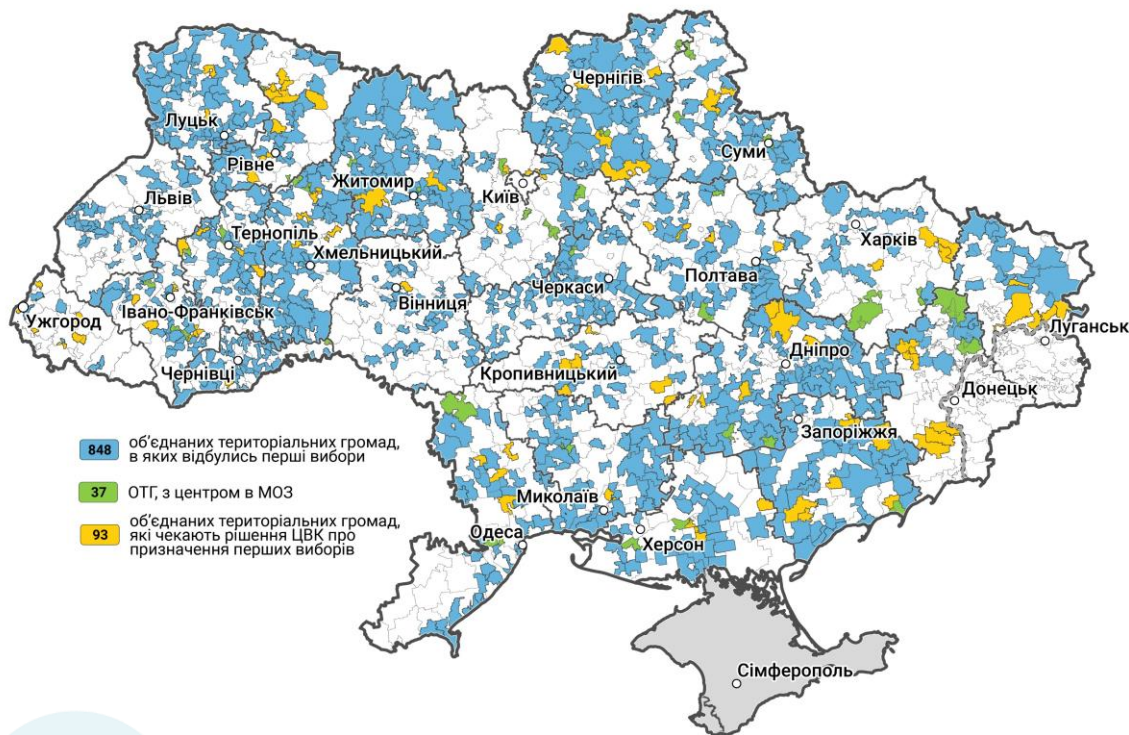 Чернігів
Луцьк
Суми
Рівне
Житомир
Київ
Львів
Тернопіль
Харків
Хмельницький
Полтава
Черкаси
Вінниця
Івано-Франківськ
Ужгород
Луганськ
Дніпро
Чернівці
Кропивницький
Донецьк
Запоріжжя
848 об’єднаних територіальних громад,
в яких відбулись перші вибори
37 ОТГ, з центром в МОЗ
93 об’єднаних територіальних громад,
які чекають рішення ЦВК про
призначення перших виборів
Миколаїв
Одеса
Херсон
Сімферополь